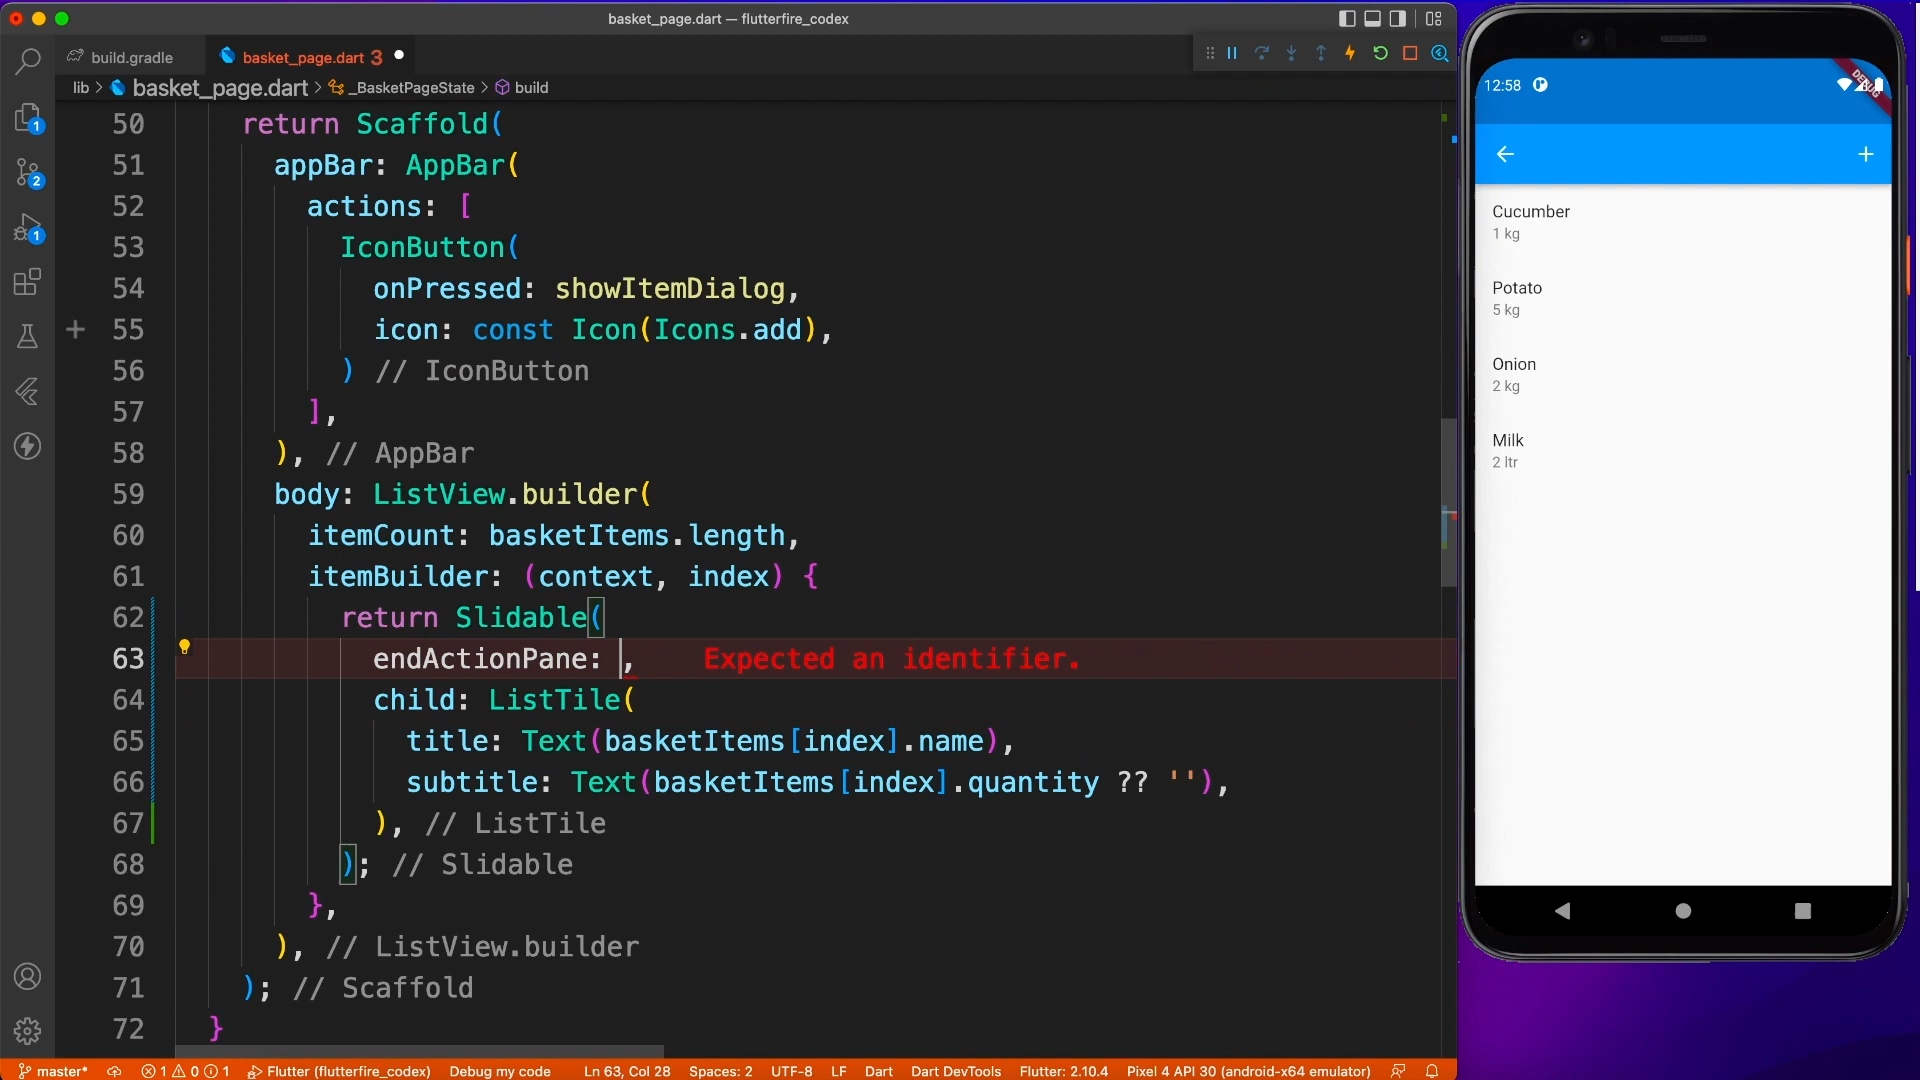 basket_page.dart — flutterfire_codex
build.gradle
basket_page.dart 3
lib > basket_page.dart > _BasketPageState > build
50 return Scaffold(
51 appBar: AppBar(
52 actions: [
53 IconButton(
54 onPressed: showItemDialog,
55 icon: const Icon(Icons.add),
56 ) // IconButton
57 ],
58 ), // AppBar
59 body: ListView.builder(
60 itemCount: basketItems.length,
61 itemBuilder: (context, index) {
62 return Slidable(
63 endActionPane: , Expected an identifier.
64 child: ListTile(
65 title: Text(basketItems[index].name),
66 subtitle: Text(basketItems[index].quantity ?? ''),
67 ), // ListTile
68 ); // Slidable
69 },
70 ), // ListView.builder
71 ); // Scaffold
72 }
1
2
1
master* 1 0 1 Flutter (flutterfire_codex) Debug my code Ln 63, Col 28 Spaces: 2 UTF-8 LF Dart Dart DevTools Flutter: 2.10.4 Pixel 4 API 30 (android-x64 emulator)
12:58
DEBUG
Cucumber
1 kg
Potato
5 kg
Onion
2 kg
Milk
2 ltr